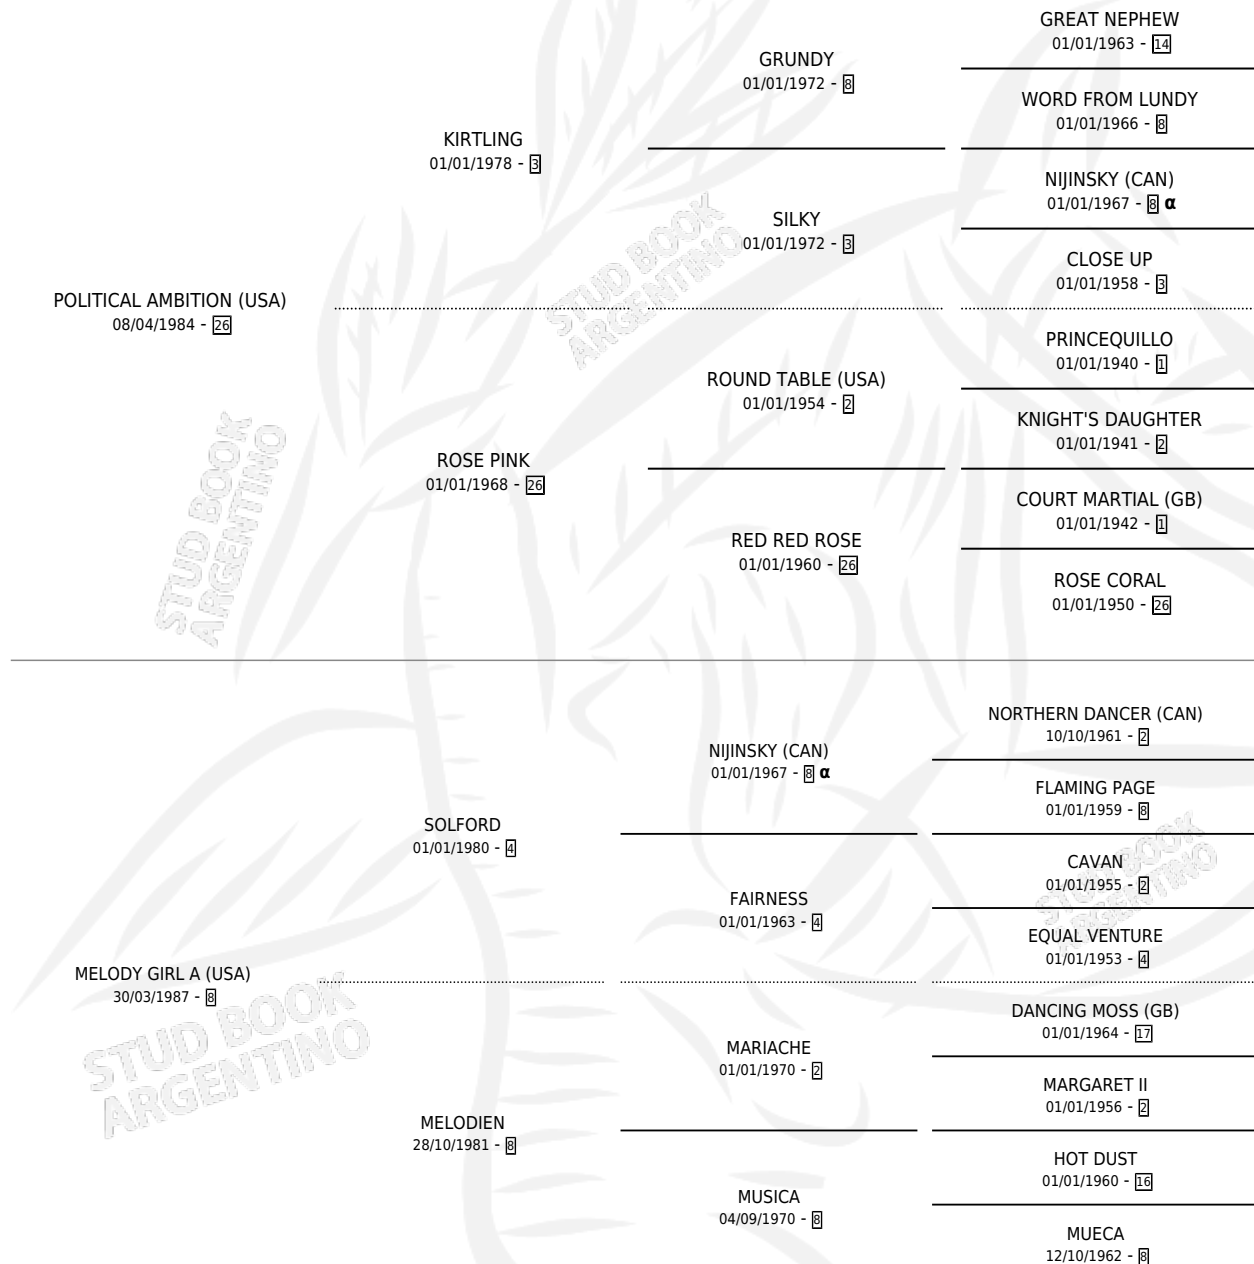 GREAT NEPHEW
01/01/1963 - 14
GRUNDY
01/01/1972 - 8
WORD FROM LUNDY
01/01/1966 - 8
KIRTLING
01/01/1978 - 3
NIJINSKY (CAN)
01/01/1967 - 8 α
SILKY
01/01/1972 - 3
CLOSE UP
01/01/1958 - 3
POLITICAL AMBITION (USA)
08/04/1984 - 26
PRINCEQUILLO
01/01/1940 - 1
ROUND TABLE (USA)
01/01/1954 - 2
KNIGHT'S DAUGHTER
01/01/1941 - 2
ROSE PINK
01/01/1968 - 26
COURT MARTIAL (GB)
01/01/1942 - 1
RED RED ROSE
01/01/1960 - 26
ROSE CORAL
01/01/1950 - 26
NORTHERN DANCER (CAN)
10/10/1961 - 2
NIJINSKY (CAN)
01/01/1967 - 8 α
FLAMING PAGE
01/01/1959 - 8
SOLFORD
01/01/1980 - 4
CAVAN
01/01/1955 - 2
FAIRNESS
01/01/1963 - 4
EQUAL VENTURE
01/01/1953 - 4
MELODY GIRL A (USA)
30/03/1987 - 8
DANCING MOSS (GB)
01/01/1964 - 17
MARIACHE
01/01/1970 - 2
MARGARET II
01/01/1956 - 2
MELODIEN
28/10/1981 - 8
HOT DUST
01/01/1960 - 16
MUSICA
04/09/1970 - 8
MUECA
12/10/1962 - 8
STUD BOOK
ARGENTINO
STUD BOOK
ARGENTINO
STUD BOOK
ARGENTINO
STUD BOOK
ARGENTINO